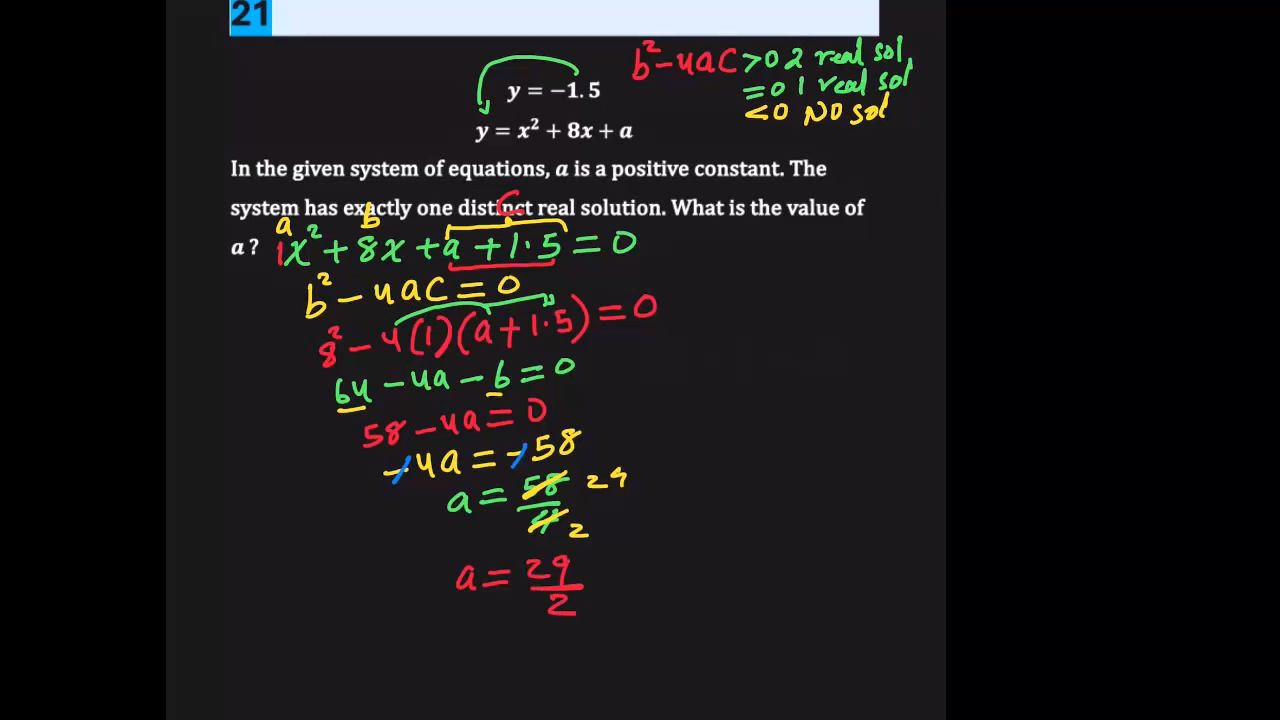 21
b² - 4ac > 0 2 real sol,
= 0 1 real sol
< 0 NO sol
y = −1.5
y = x² + 8x + a
In the given system of equations, a is a positive constant. The
system has exactly one distinct real solution. What is the value of
a ?
a b c
1x² + 8x + a + 1.5 = 0
b² - 4ac = 0
8² - 4(1)(a + 1.5) = 0
64 - 4a - 6 = 0
58 - 4a = 0
-4a = -58
a = 58/4 29 2
a = 29/2